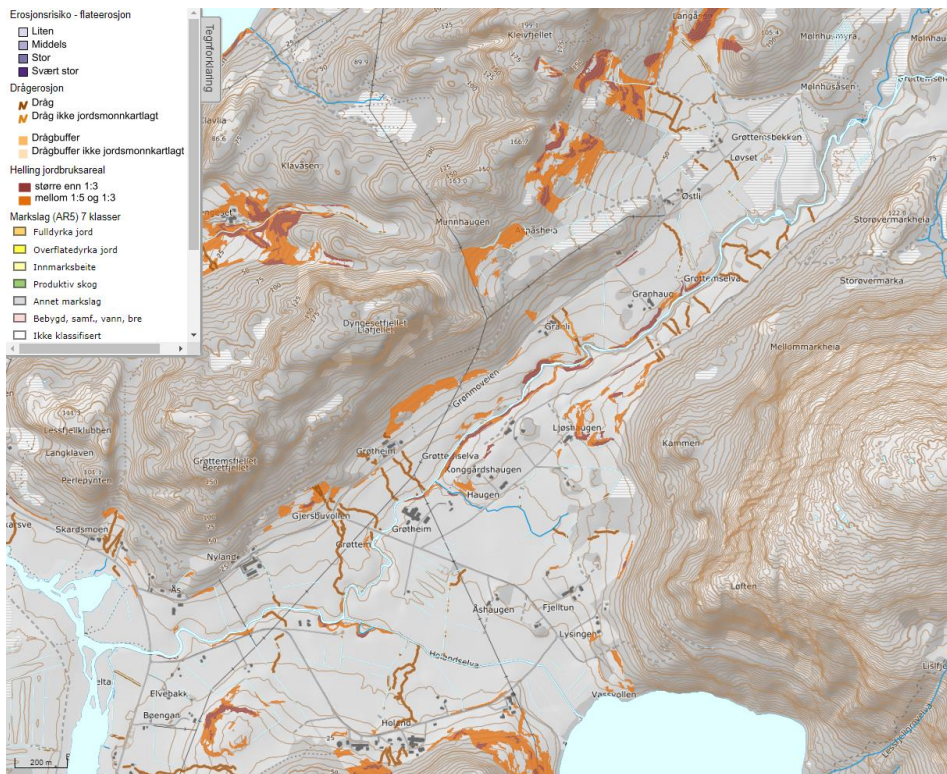 Erosjonsrisiko - flateerosjon
Liten
Middels
Stor
Svært stor
Drågerosjon
Dråg
Dråg ikke jordsmonnkartlagt
Drågbuffer
Drågbuffer ikke jordsmonnkartlagt
Helling jordbruksareal
større enn 1:3
mellom 1:5 og 1:3
Markslag (AR5) 7 klasser
Fulldyrka jord
Overflatedyrka jord
Innmarksbeite
Produktiv skog
Annet markslag
Bebygd, samf., vann, bre
Ikke klassifisert
Tegnforklaring
Kleivfjellet
Mølnhusmyra
Mølnhusåsen
Grøttemsbekken
Løvset
Østli
Klavåsen
Munnhaugen
Aspåsheia
Storøvermarkheia
Storøvermarka
Grøttemselva
Granhaug
Dyngesetfjellet
Liafjellet
Granli
Mellommarkheia
Grønmoveien
Lessfjellklubben
Langklaven
Perlepynten
Grøttemsfjellet
Beretfjellet
Grøtheim
Grøttemselva
Konggårdshaugen
Ljøshaugen
Kammen
Haugen
Gjersbuvollen
Grøtheim
Grøttem
Skardsmoen
Nyland
Ås
Åshaugen
Fjelltun
Lysingen
Løften
Holandselva
Elvebakk
Bøengan
Holand
Vassvollen
200 m